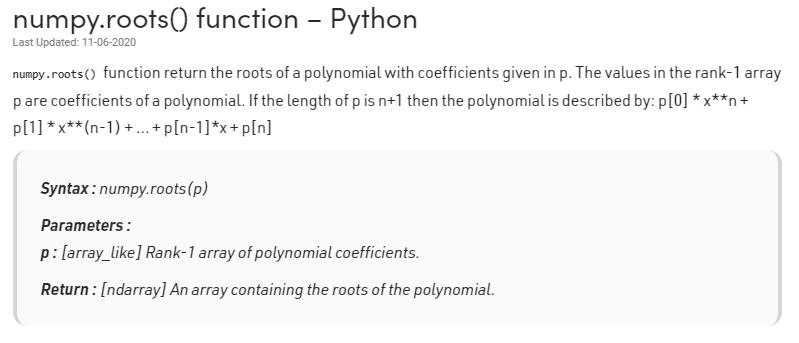 numpy.roots() function – Python
Last Updated: 11-06-2020
numpy.roots() function return the roots of a polynomial with coefficients given in p. The values in the rank-1 array
p are coefficients of a polynomial. If the length of p is n+1 then the polynomial is described by: p[0] * x**n +
p[1] * x**(n-1) + ... + p[n-1]*x + p[n]
Syntax : numpy.roots(p)
Parameters :
p : [array_like] Rank-1 array of polynomial coefficients.
Return : [ndarray] An array containing the roots of the polynomial.